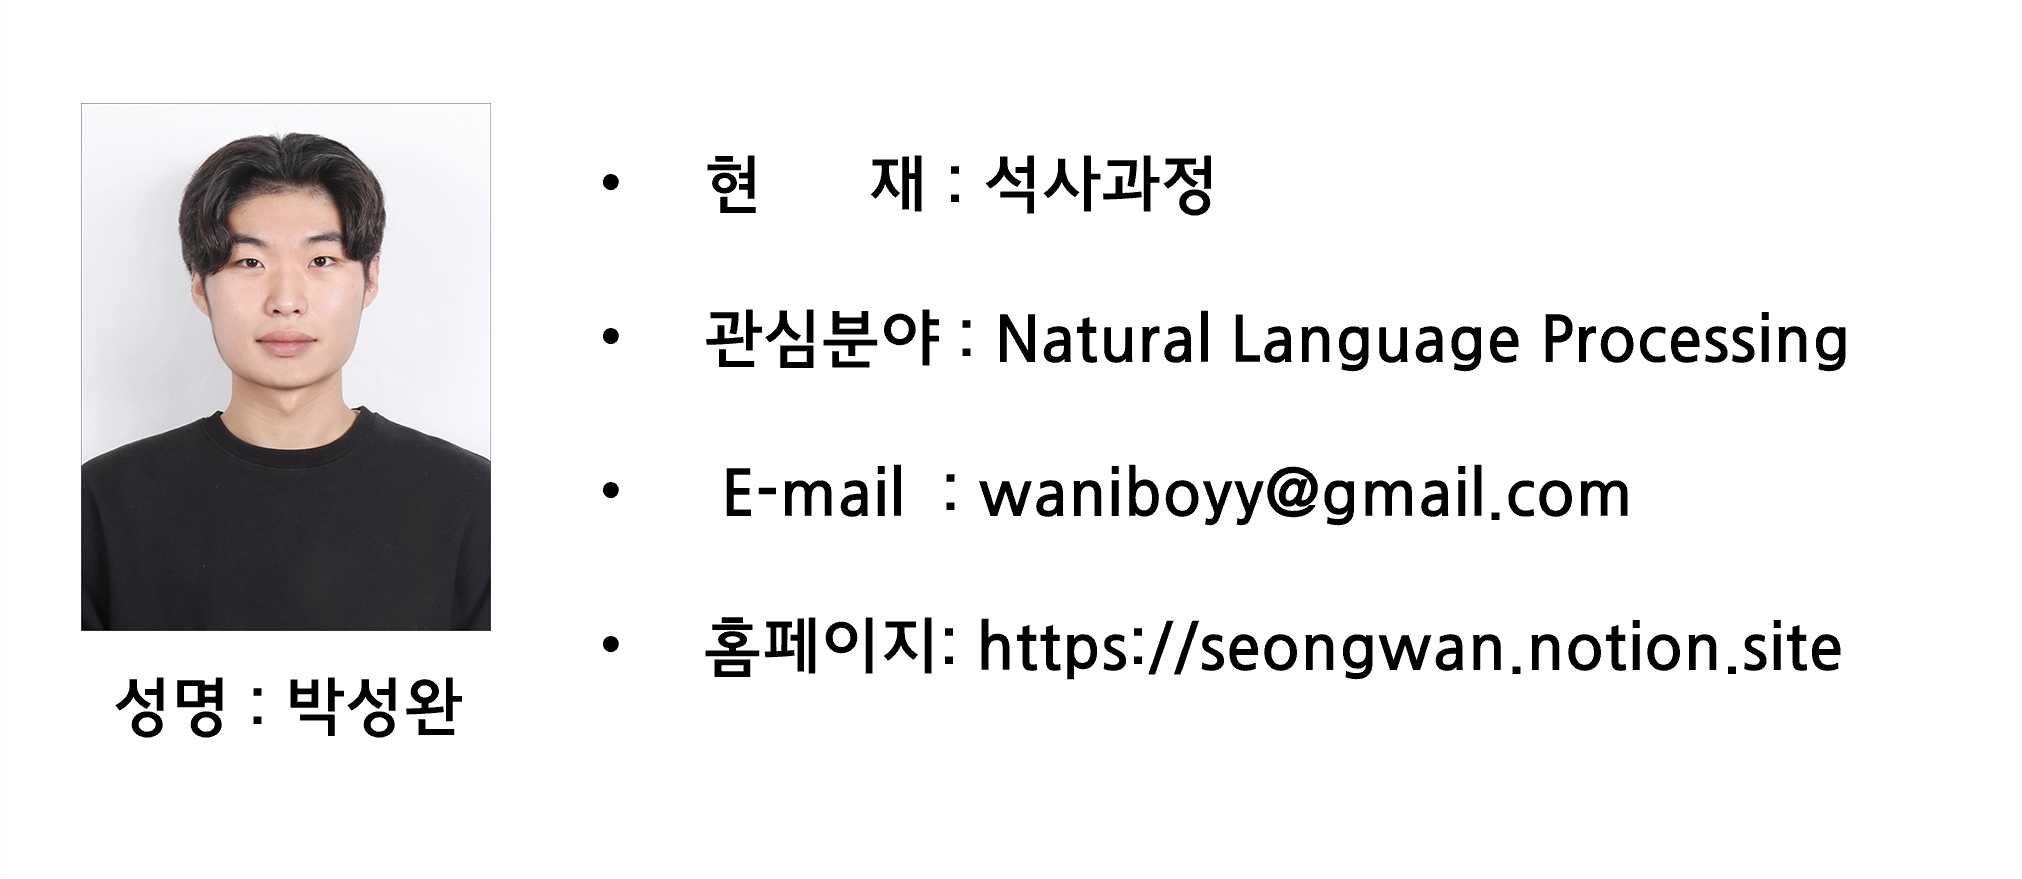 현 재 : 석사과정
관심분야 : Natural Language Processing
E-mail : waniboyy@gmail.com
홈페이지: https://seongwan.notion.site
성명 : 박성완